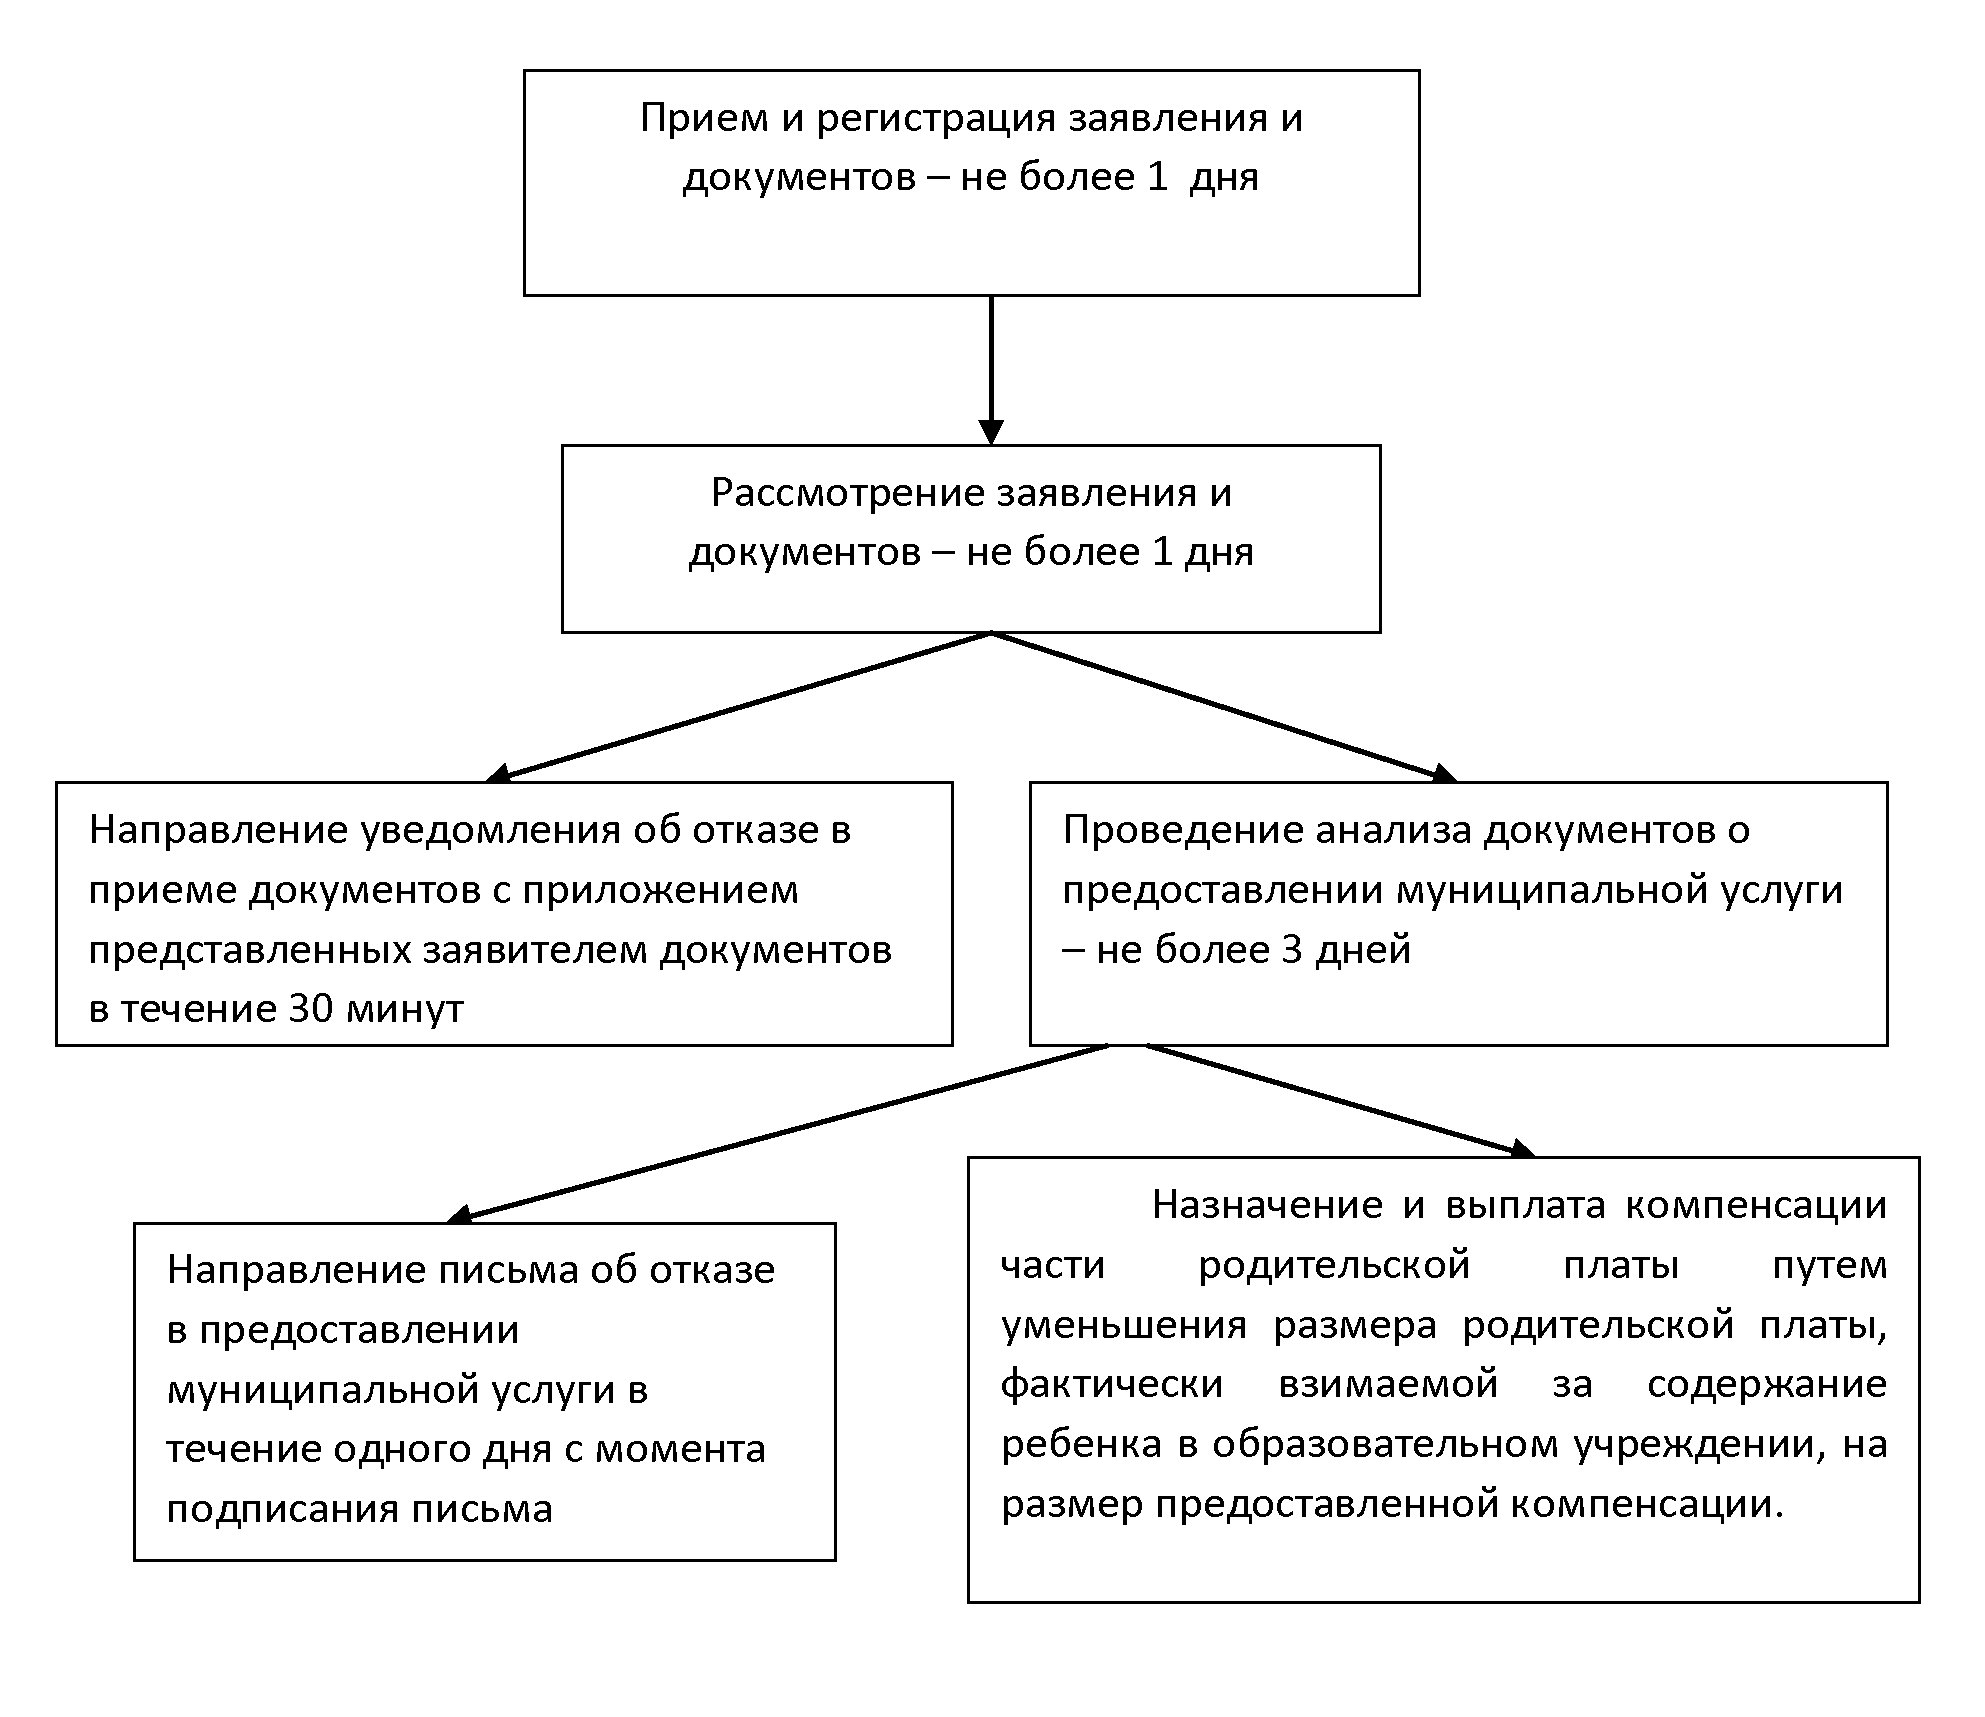 Прием и регистрация заявления и
документов – не более 1  дня
Рассмотрение заявления и
документов – не более 1 дня
Направление уведомления об отказе в
приеме документов с приложением
представленных заявителем документов
в течение 30 минут
Проведение анализа документов о
предоставлении муниципальной услуги
– не более 3 дней
Направление письма об отказе
в предоставлении
муниципальной услуги в
течение одного дня с момента
подписания письма
Назначение и выплата компенсации
части родительской платы путем
уменьшения размера родительской платы,
фактически взимаемой за содержание
ребенка в образовательном учреждении, на
размер предоставленной компенсации.